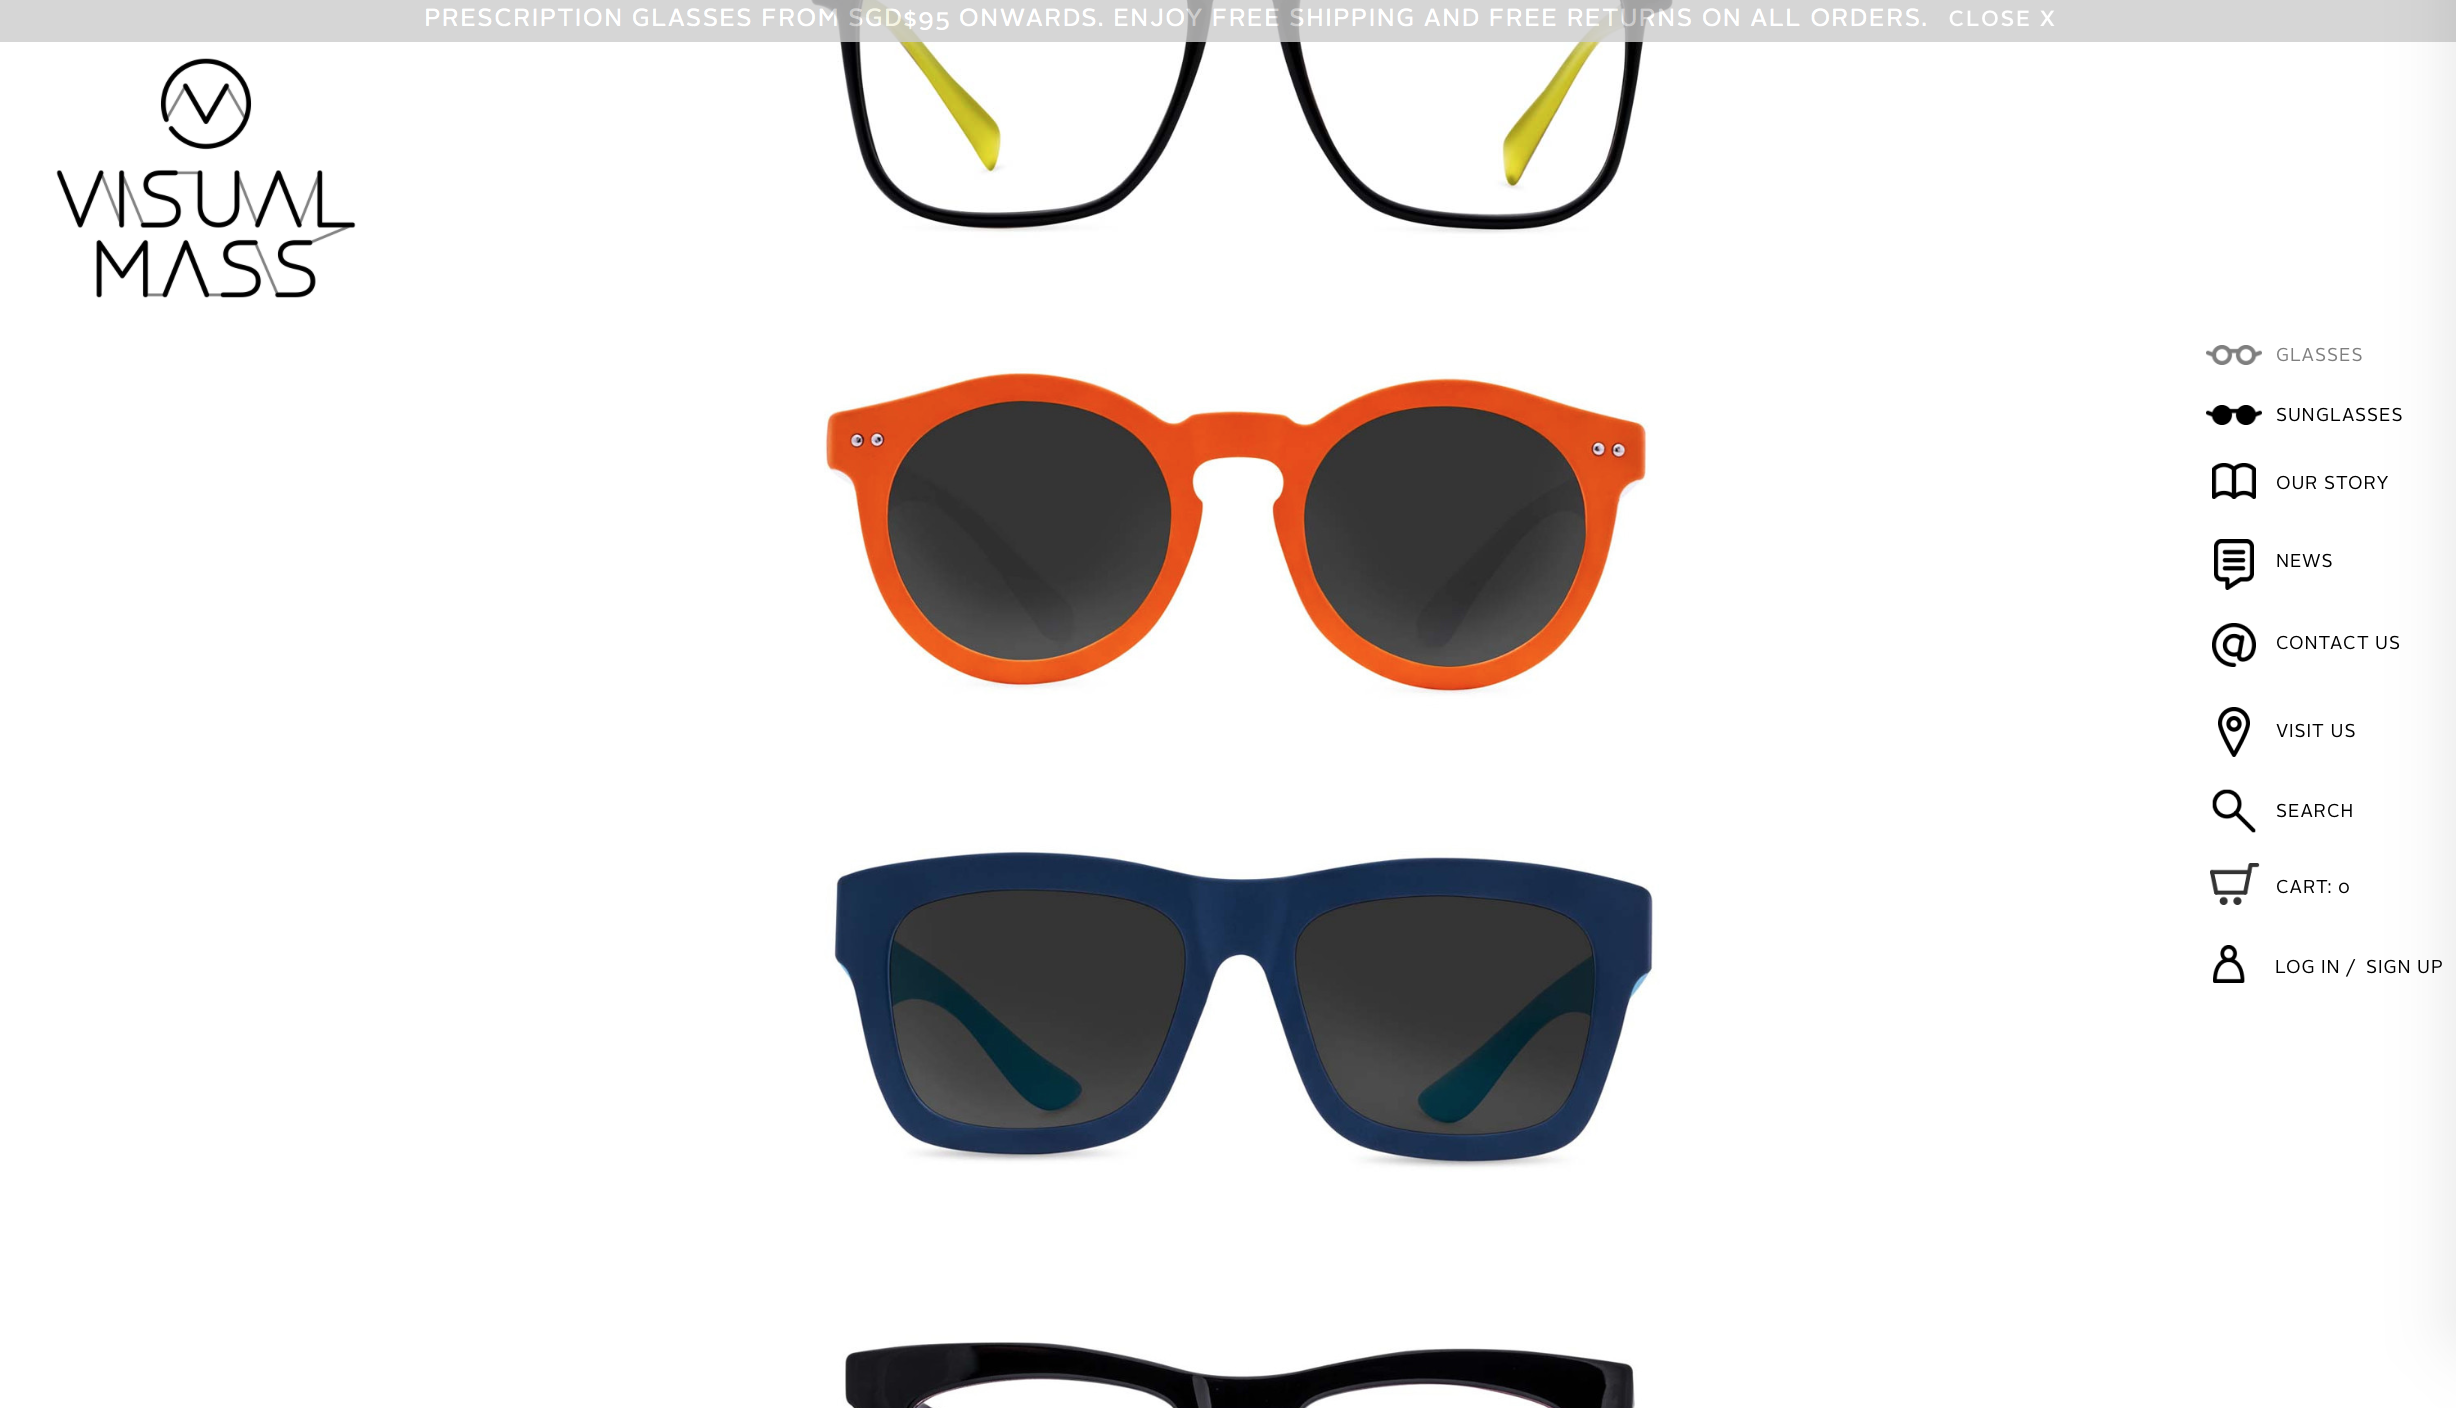 PRESCRIPTION GLASSES FROM SGD$95 ONWARDS. ENJOY FREE SHIPPING AND FREE RETURNS ON ALL ORDERS. CLOSE X
VISUAL
MASS
GLASSES
SUNGLASSES
OUR STORY
NEWS
CONTACT US
VISIT US
SEARCH
CART: 0
LOG IN / SIGN UP